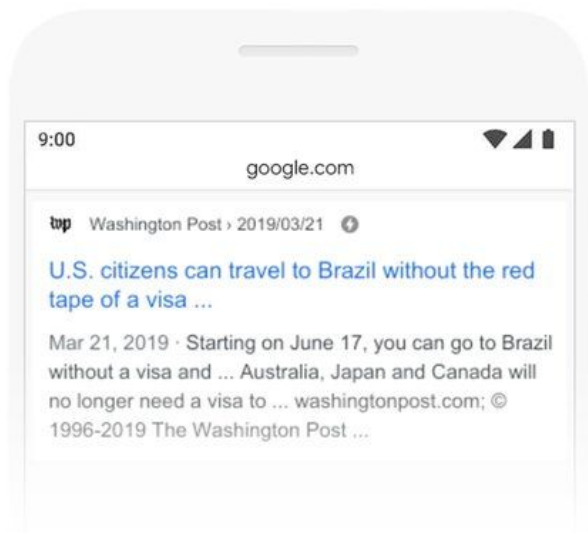 9:00
google.com
wp Washington Post › 2019/03/21
U.S. citizens can travel to Brazil without the red
tape of a visa ...
Mar 21, 2019 · Starting on June 17, you can go to Brazil
without a visa and ... Australia, Japan and Canada will
no longer need a visa to ... washingtonpost.com; ©
1996-2019 The Washington Post ...